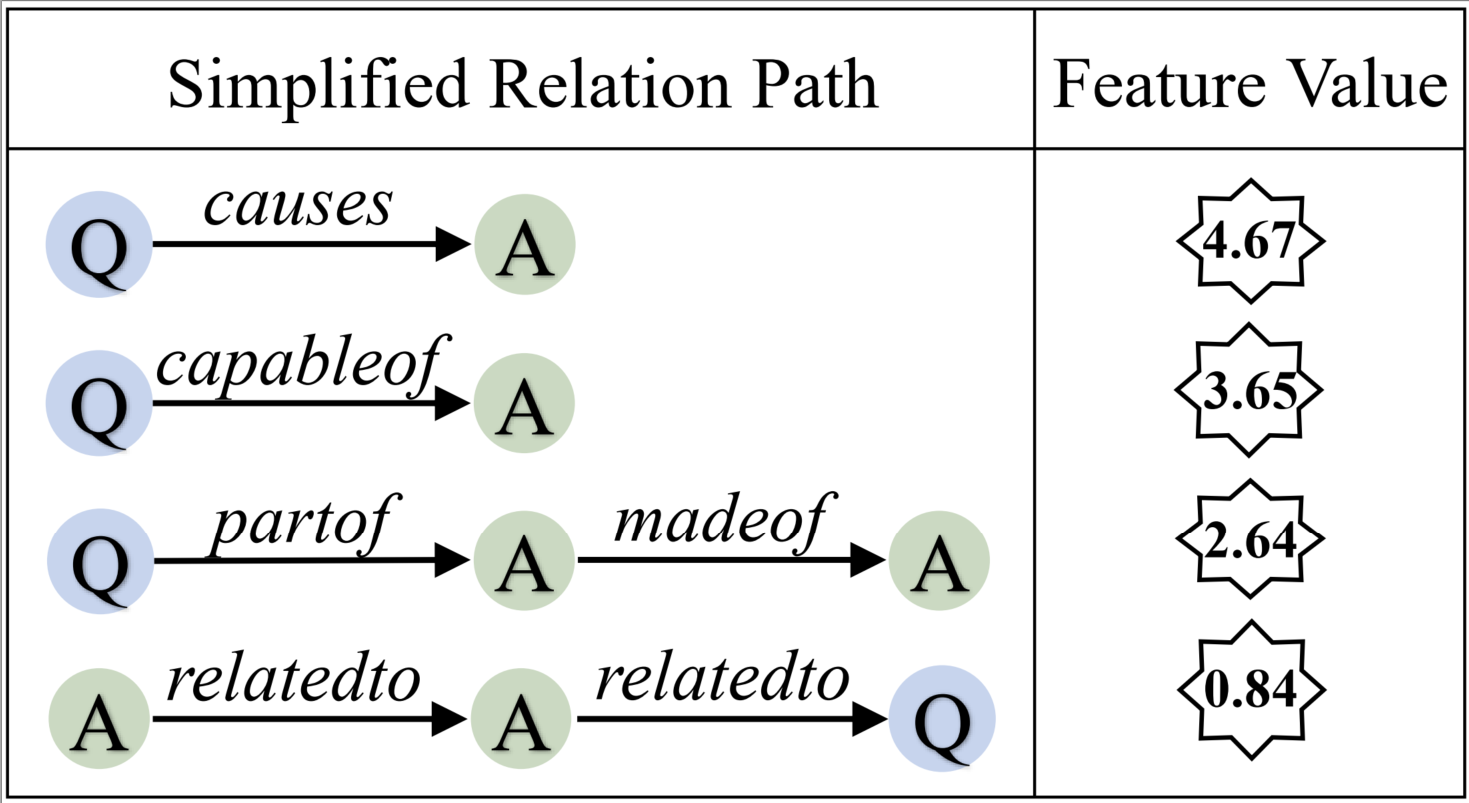 Simplified Relation Path Feature Value
causes
Q A 4.67
capableof
Q A 3.65
partof madeof
Q A A 2.64
relatedto relatedto
A A Q 0.84